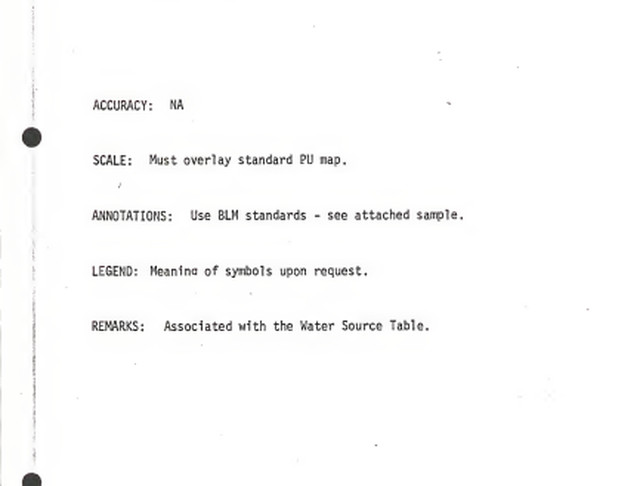 ACCURACY: NA
SCALE: Must overlay standard PU map.
ANNOTATIONS: Use BLM standards - see attached sample.
LEGEND: Meaning of symbols upon request.
REMARKS: Associated with the Water Source Table.